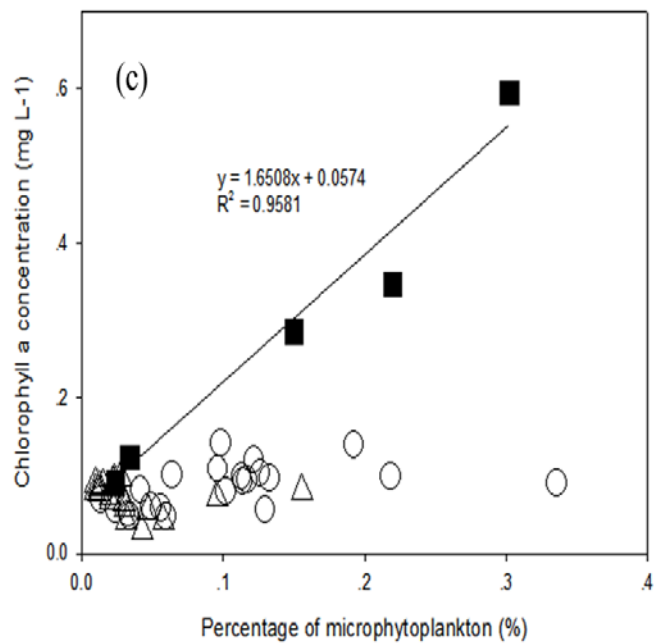 (c)
Chlorophyll a concentration (mg L-1)
.6
.4
.2
0.0
y = 1.6508x + 0.0574
R² = 0.9581
0.0 .1 .2 .3 .4
Percentage of microphytoplankton (%)